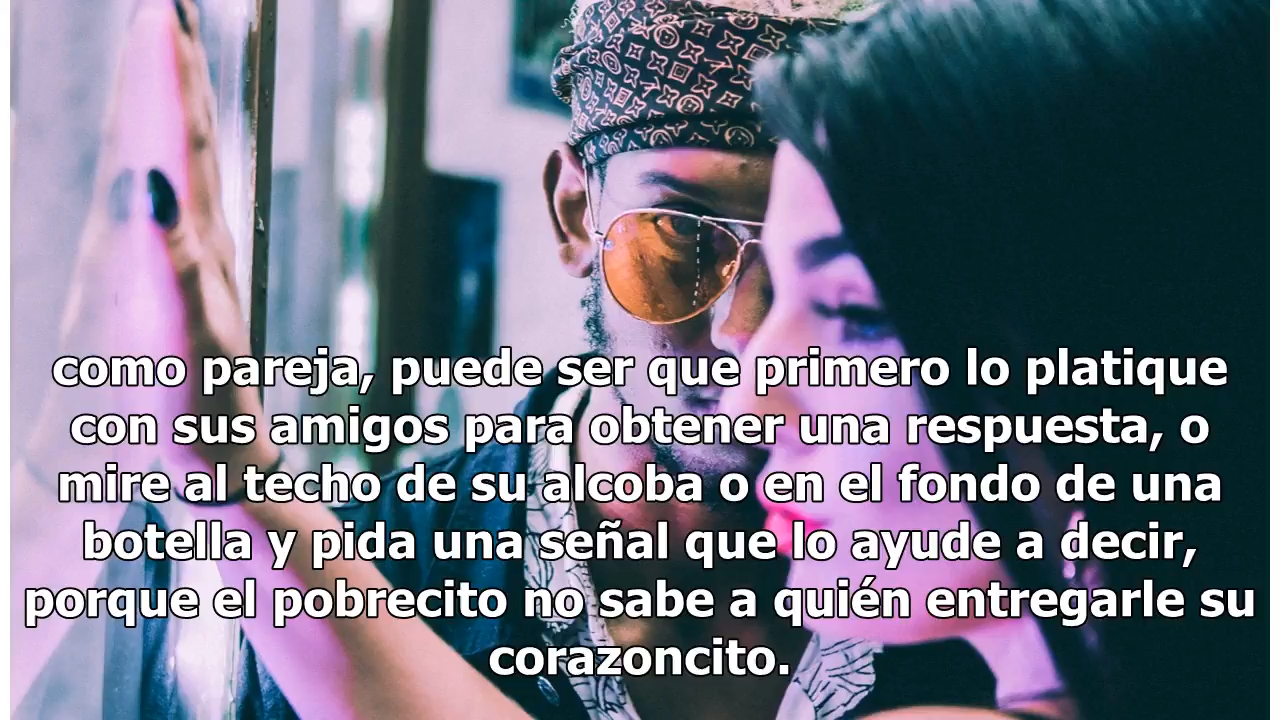 como pareja, puede ser que primero lo platique
con sus amigos para obtener una respuesta, o
mire al techo de su alcoba o en el fondo de una
botella y pida una señal que lo ayude a decir,
porque el pobrecito no sabe a quién entregarle su
corazoncito.